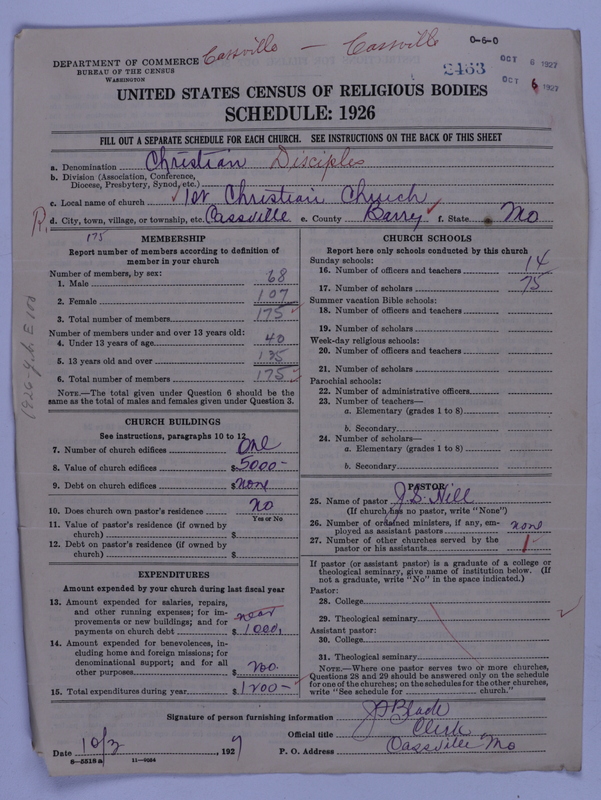 Cassville — Cassville
0-6-0
DEPARTMENT OF COMMERCE
BUREAU OF THE CENSUS
WASHINGTON
2463
OCT 6 1927
OCT 6 1927
UNITED STATES CENSUS OF RELIGIOUS BODIES
SCHEDULE: 1926
FILL OUT A SEPARATE SCHEDULE FOR EACH CHURCH. SEE INSTRUCTIONS ON THE BACK OF THIS SHEET
a. Denomination Christian Disciples
b. Division (Association, Conference,
Diocese, Presbytery, Synod, etc.)
c. Local name of church 1st Christian Church
d. City, town, village, or township, etc. Cassville e. County Barry f. State Mo
175
MEMBERSHIP
Report number of members according to definition of
member in your church
Number of members, by sex:
1. Male 68
2. Female 107
3. Total number of members 175
Number of members under and over 13 years old:
4. Under 13 years of age 40
5. 13 years old and over 135
6. Total number of members 175
NOTE.—The total given under Question 6 should be the
same as the total of males and females given under Question 3.
CHURCH BUILDINGS
See instructions, paragraphs 10 to 12
7. Number of church edifices One
8. Value of church edifices $5000-
9. Debt on church edifices $none
10. Does church own pastor's residence No
Yes or No
11. Value of pastor's residence (if owned by
church) $
12. Debt on pastor's residence (if owned by
church) $
EXPENDITURES
Amount expended by your church during last fiscal year
13. Amount expended for salaries, repairs,
and other running expenses; for im-
provements or new buildings; and for
payments on church debt near $ 1000.
14. Amount expended for benevolences, in-
cluding home and foreign missions; for
denominational support; and for all
other purposes $ 200
15. Total expenditures during year $1200-
CHURCH SCHOOLS
Report here only schools conducted by this church
Sunday schools:
16. Number of officers and teachers 14
17. Number of scholars 75
Summer vacation Bible schools:
18. Number of officers and teachers
19. Number of scholars
Week-day religious schools:
20. Number of officers and teachers
21. Number of scholars
Parochial schools:
22. Number of administrative officers
23. Number of teachers—
a. Elementary (grades 1 to 8)
b. Secondary
24. Number of scholars—
a. Elementary (grades 1 to 8)
b. Secondary
PASTOR
25. Name of pastor J. S. Hill
(If church has no pastor, write "None")
26. Number of ordained ministers, if any, em-
ployed as assistant pastors none
27. Number of other churches served by the
pastor or his assistants 1
If pastor (or assistant pastor) is a graduate of a college or
theological seminary, give name of institution below. (If
not a graduate, write "No" in the space indicated.)
Pastor:
28. College
29. Theological seminary
Assistant pastor:
30. College
31. Theological seminary
NOTE.—Where one pastor serves two or more churches,
Questions 28 and 29 should be answered only on the schedule
for one of the churches; on the schedules for the other churches,
write "See schedule for church."
Signature of person furnishing information
Official title Clerk
Date 10/3, 1927 P. O. Address Cassville Mo
8—5518a 11—9264